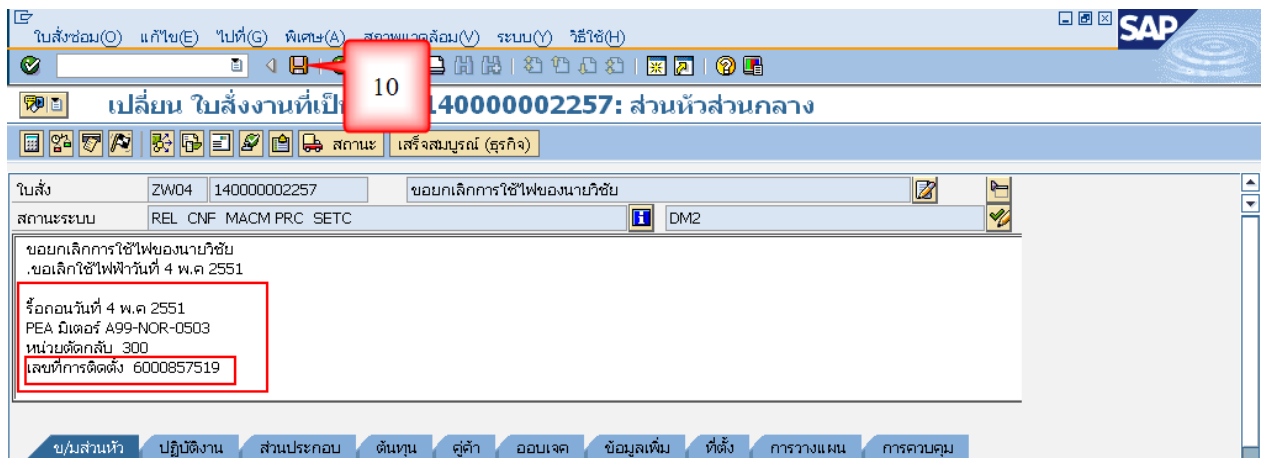 ใบสั่งซ่อม(O) แก้ไข(E) ไปที่(G) พิเศษ(A) สภาพแวดล้อม(V) ระบบ(Y) วิธีใช้(H)
SAP
10
เปลี่ยน ใบสั่งงานที่เป็น 140000002257: ส่วนหัวส่วนกลาง
สถานะ เสร็จสมบูรณ์ (ธุรกิจ)
ใบสั่ง ZW04 140000002257 ขอยกเลิกการใช้ไฟของนายวิชัย
สถานะระบบ REL CNF MACM PRC SETC DM2
ขอยกเลิกการใช้ไฟของนายวิชัย
.ขอเลิกใช้ไฟฟ้าวันที่ 4 พ.ค 2551
รื้อถอนวันที่ 4 พ.ค 2551
PEA มิเตอร์ A99-NOR-0503
หน่วยตัดกลับ 300
เลขที่การติดตั้ง 6000857519
ข/มส่วนหัว ปฏิบัติงาน ส่วนประกอบ ต้นทุน คู่ค้า ออบเจค ข้อมูลเพิ่ม ที่ตั้ง การวางแผน การควบคุม